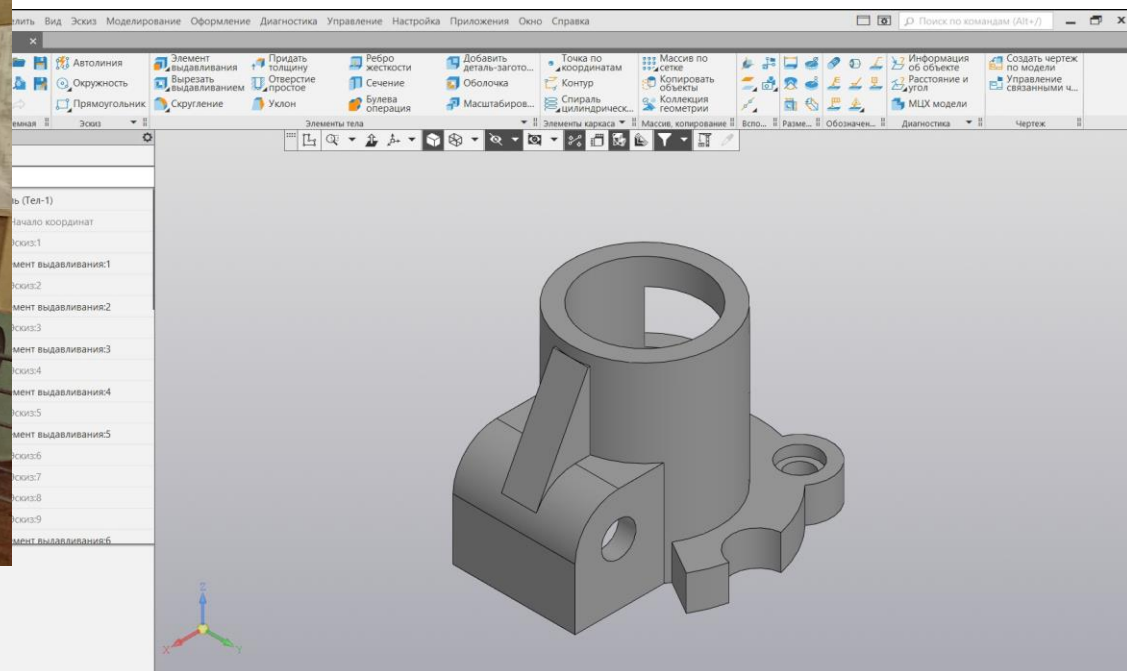 лить Вид Эскиз Моделирование Оформление Диагностика Управление Настройка Приложения Окно Справка
Поиск по командам (Alt+/)
Автолиния
Окружность
Прямоугольник
Элемент выдавливания
Вырезать выдавливанием
Скругление
Придать толщину
Отверстие простое
Уклон
Ребро жесткости
Сечение
Булева операция
Добавить деталь-загото...
Оболочка
Масштабиров...
Точка по координатам
Контур
Спираль цилиндрическ...
Массив по сетке
Копировать объекты
Коллекция геометрии
Информация об объекте
Расстояние и угол
МЦХ модели
Создать чертеж по модели
Управление связанными ч...
емная
Эскиз
Элементы тела
Элементы каркаса
Массив, копирование
Вспо...
Разме...
Обозначен...
Диагностика
Чертеж
ь (Тел-1)
Начало координат
Эскиз:1
мент выдавливания:1
Эскиз:2
мент выдавливания:2
Эскиз:3
мент выдавливания:3
Эскиз:4
мент выдавливания:4
Эскиз:5
мент выдавливания:5
Эскиз:6
Эскиз:7
Эскиз:8
Эскиз:9
мент выдавливания:6
Z
X
Y